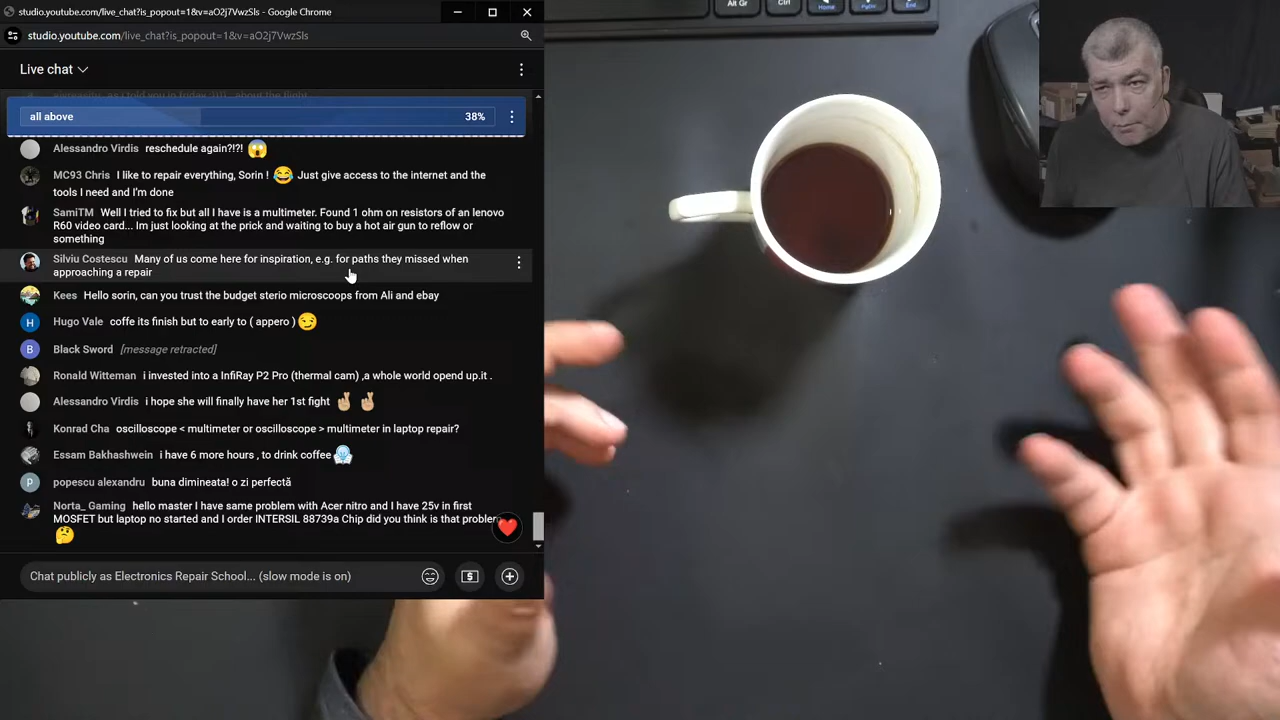 studio.youtube.com/live_chat?is_popout=1&v=aO2j7VwzSIs - Google Chrome
studio.youtube.com/live_chat?is_popout=1&v=aO2j7VwzSIs
Live chat
all above 38%
Alessandro Virdis reschedule again?!?! 😱
MC93 Chris I like to repair everything, Sorin ! 😂 Just give access to the internet and the
tools I need and I'm done
SamiTM Well I tried to fix but all I have is a multimeter. Found 1 ohm on resistors of an lenovo
R60 video card... Im just looking at the prick and waiting to buy a hot air gun to reflow or
something
Silviu Costescu Many of us come here for inspiration, e.g. for paths they missed when
approaching a repair
Kees Hello sorin, can you trust the budget sterio microscoops from Ali and ebay
H Hugo Vale coffe its finish but to early to ( appero ) 😏
B Black Sword [message retracted]
Ronald Witteman i invested into a InfiRay P2 Pro (thermal cam) ,a whole world opend up.it .
Alessandro Virdis i hope she will finally have her 1st fight 🤞🏼 🤞🏼
Konrad Cha oscilloscope < multimeter or oscilloscope > multimeter in laptop repair?
Essam Bakhashwein i have 6 more hours , to drink coffee
P popescu alexandru buna dimineata! o zi perfectă
Norta_ Gaming hello master I have same problem with Acer nitro and I have 25v in first
MOSFET but laptop no started and I order INTERSIL 88739a Chip did you think is that problem
🤔
Chat publicly as Electronics Repair School... (slow mode is on)
Alt Gr
Ctrl
Home
PgDn
End